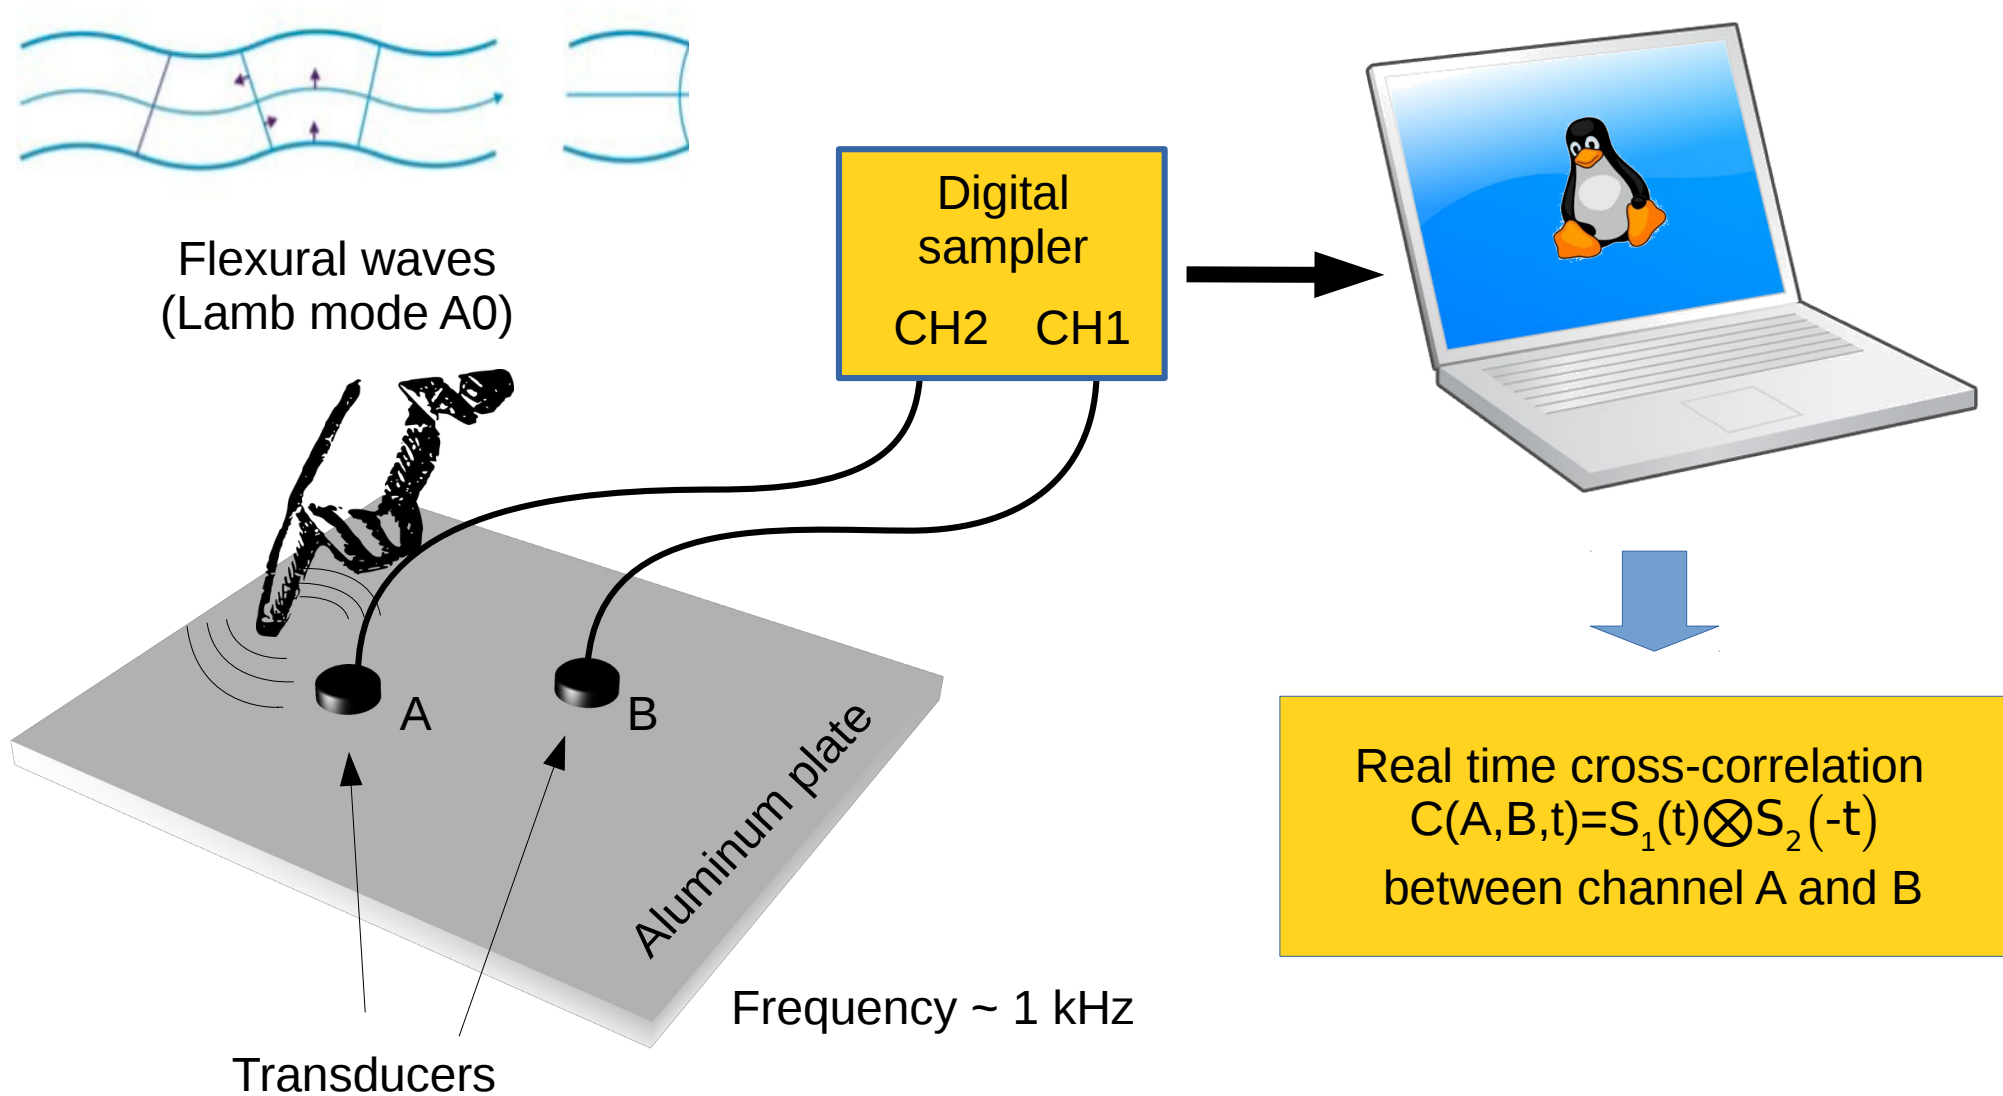 Flexural waves
(Lamb mode A0)
Digital
sampler
CH2 CH1
A
B
Aluminum plate
Transducers
Frequency ~ 1 kHz
Real time cross-correlation
C(A,B,t)=S₁(t)⊗S₂(-t)
between channel A and B